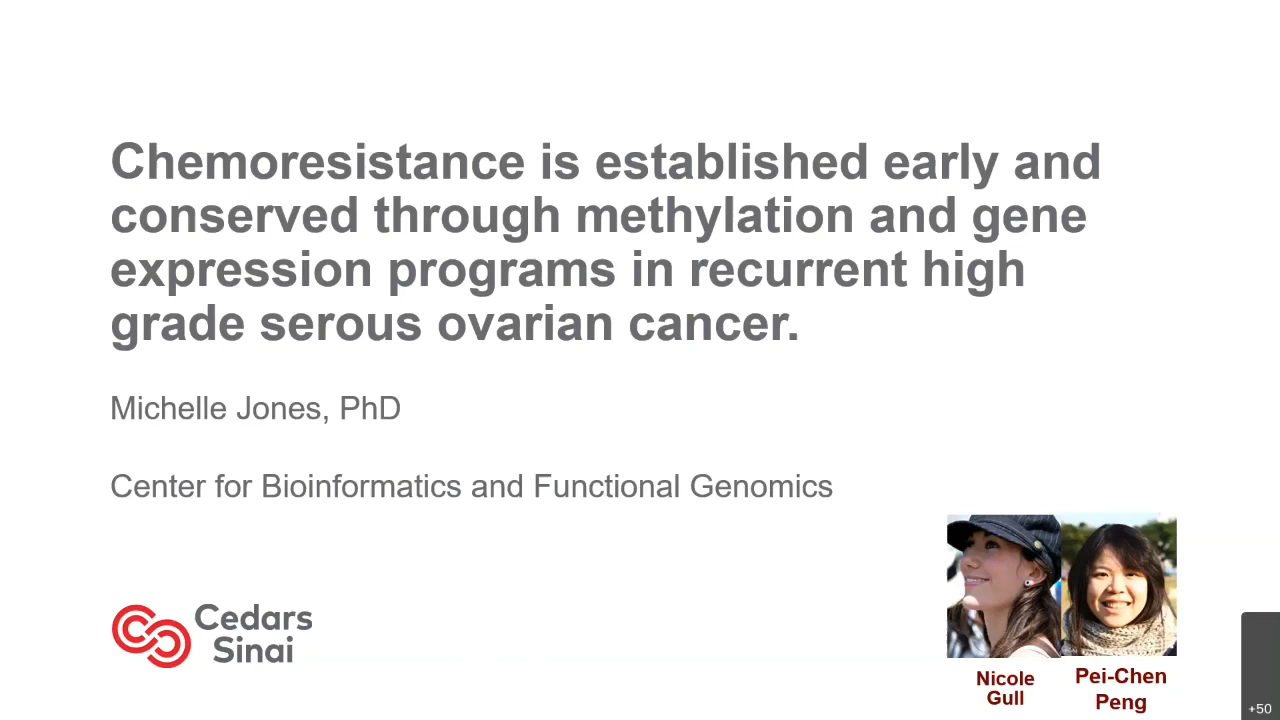 Chemoresistance is established early and
conserved through methylation and gene
expression programs in recurrent high
grade serous ovarian cancer.
Michelle Jones, PhD
Center for Bioinformatics and Functional Genomics
Cedars
Sinai
Nicole
Gull
Pei-Chen
Peng
+50